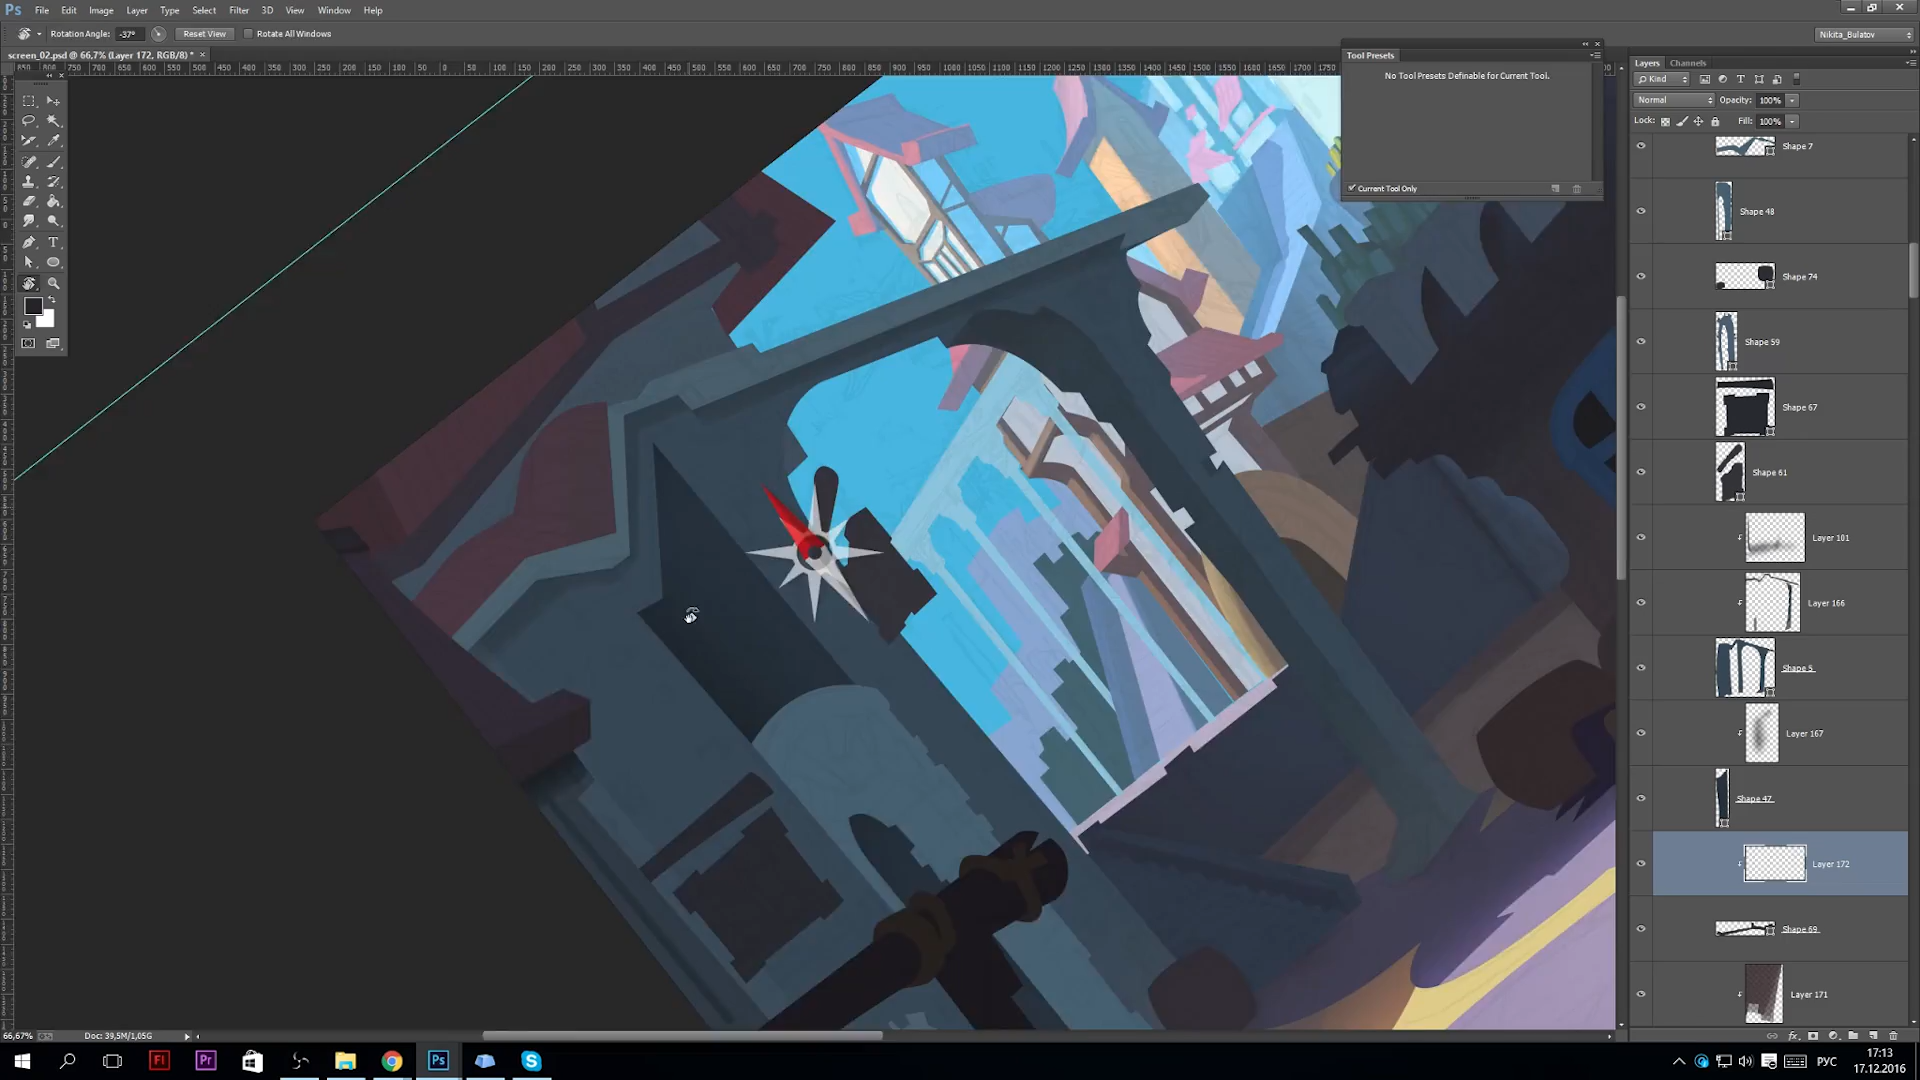 Ps File Edit Image Layer Type Select Filter 3D View Window Help
Rotation Angle: -37° Reset View Rotate All Windows Nikita_Bulatov
screen_02.psd @ 66,7% (Layer 172, RGB/8) * ×
Tool Presets
No Tool Presets Definable for Current Tool.
Current Tool Only
Layers Channels
Kind
Normal Opacity: 100%
Lock: Fill: 100%
Shape 7
Shape 48
Shape 74
Shape 59
Shape 67
Shape 61
Layer 101
Layer 166
Shape 5
Layer 167
Shape 47
Layer 172
Shape 69
Layer 171
66,67% Doc: 39,5M/1,05G
Fl Pr Ps РУС
17:13
17.12.2016